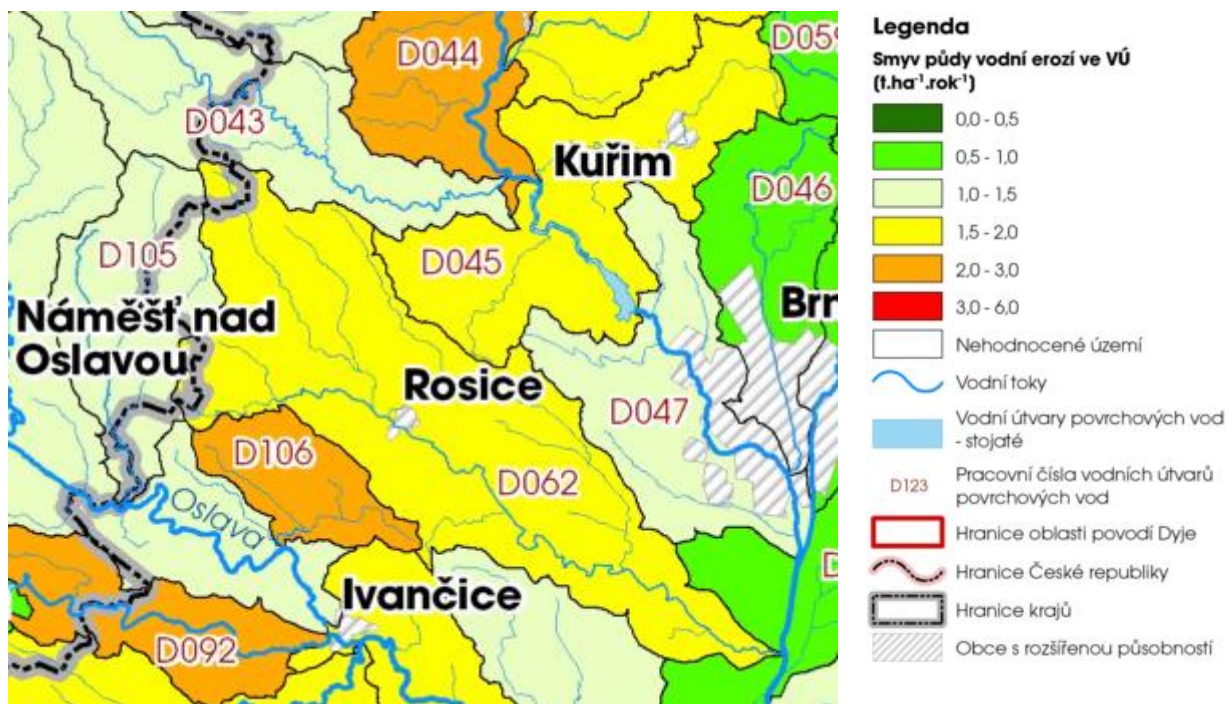 D044
D059
D043
Kuřim
D046
D105
D045
Náměšť nad
Oslavou
Brn
Rosice
D047
D106
D062
Oslava
Ivančice
D092
D
Legenda
Smyv půdy vodní erozí ve VÚ
(t.ha⁻¹.rok⁻¹)
0,0 - 0,5
0,5 - 1,0
1,0 - 1,5
1,5 - 2,0
2,0 - 3,0
3,0 - 6,0
Nehodnocené území
Vodní toky
Vodní útvary povrchových vod
- stojaté
D123
Pracovní čísla vodních útvarů
povrchových vod
Hranice oblasti povodí Dyje
Hranice České republiky
Hranice krajů
Obce s rozšířenou působností